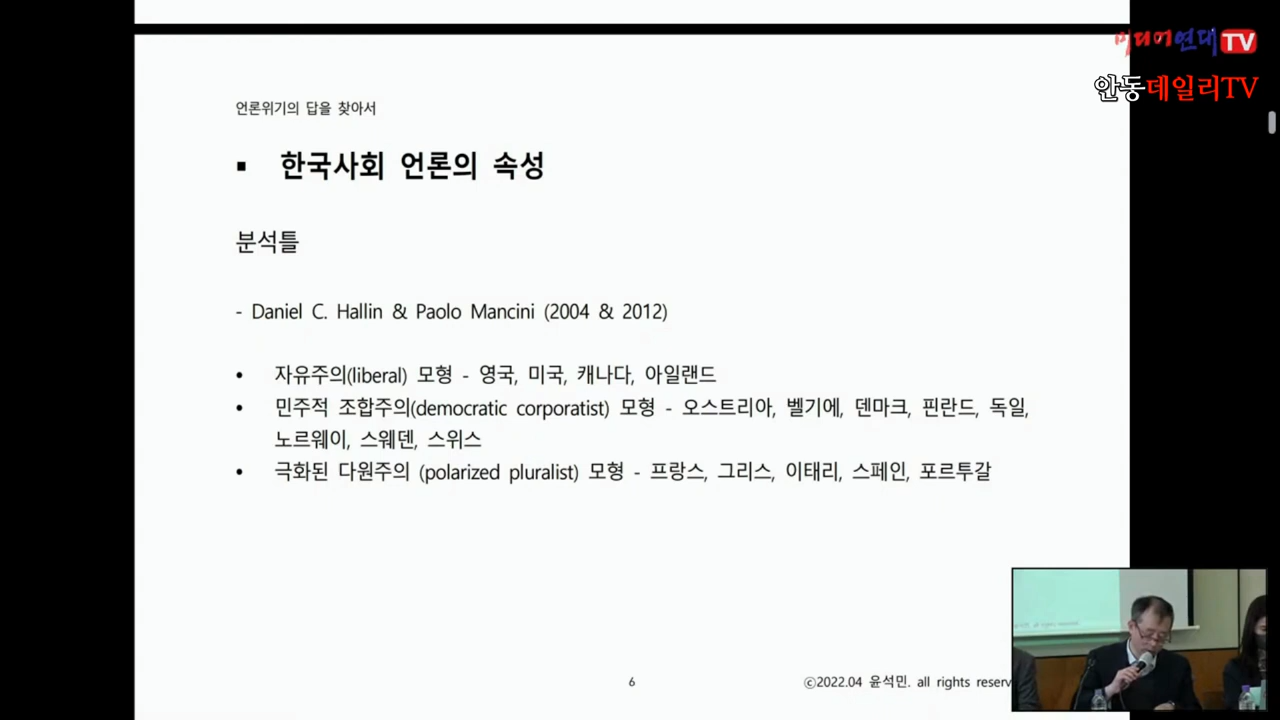 미디어연대TV
안동데일리TV
언론위기의 답을 찾아서
▪ 한국사회 언론의 속성
분석틀
- Daniel C. Hallin & Paolo Mancini (2004 & 2012)
• 자유주의(liberal) 모형 - 영국, 미국, 캐나다, 아일랜드
• 민주적 조합주의(democratic corporatist) 모형 - 오스트리아, 벨기에, 덴마크, 핀란드, 독일,
노르웨이, 스웨덴, 스위스
• 극화된 다원주의 (polarized pluralist) 모형 - 프랑스, 그리스, 이태리, 스페인, 포르투갈
6
ⓒ2022.04 윤석민. all rights reserv